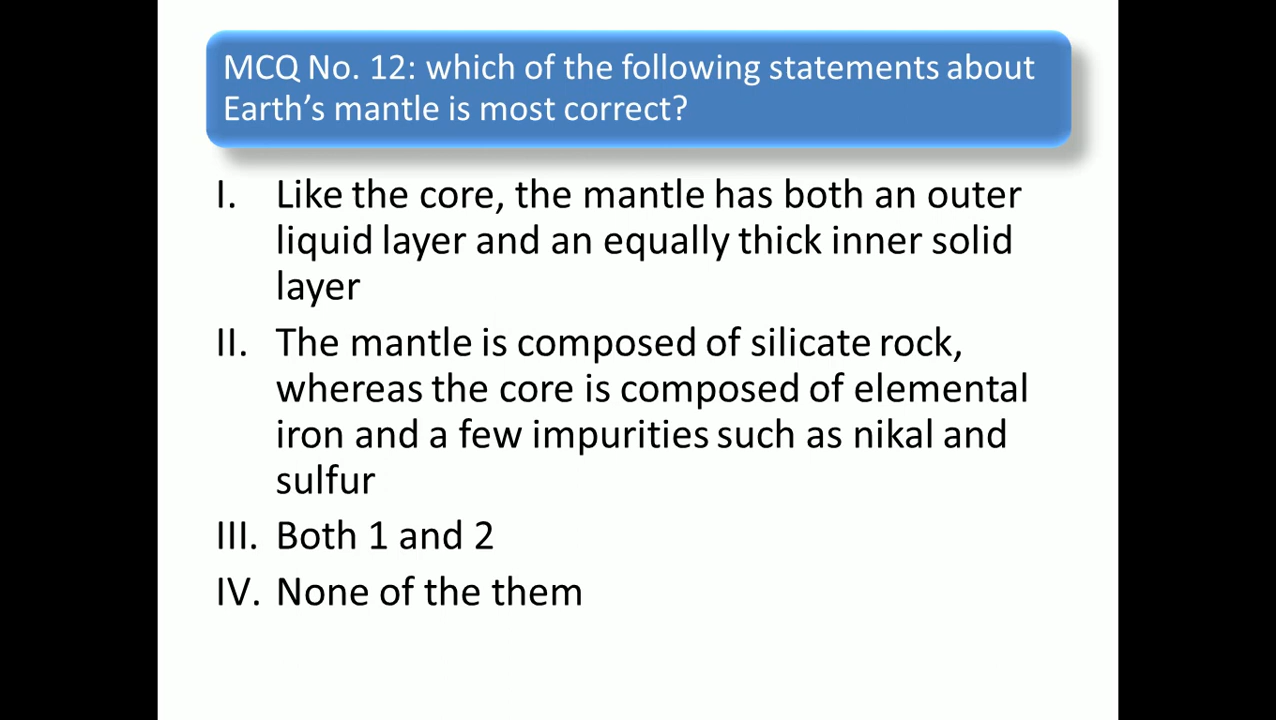 MCQ No. 12: which of the following statements about
Earth's mantle is most correct?
I. Like the core, the mantle has both an outer
liquid layer and an equally thick inner solid
layer
II. The mantle is composed of silicate rock,
whereas the core is composed of elemental
iron and a few impurities such as nikal and
sulfur
III. Both 1 and 2
IV. None of the them